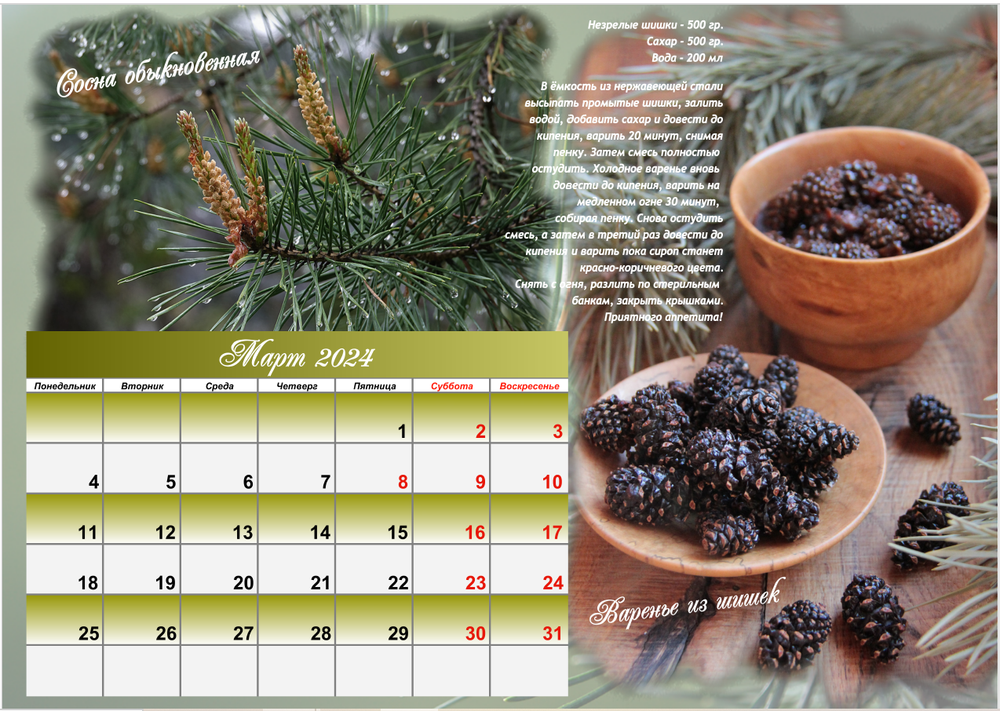 Сосна обыкновенная
Незрелые шишки - 500 гр.
Сахар - 500 гр.
Вода - 200 мл
В ёмкость из нержавеющей стали
высыпать промытые шишки, залить
водой, добавить сахар и довести до
кипения, варить 20 минут, снимая
пенку. Затем смесь полностью
остудить. Холодное варенье вновь
довести до кипения, варить на
медленном огне 30 минут,
собирая пенку. Снова остудить
смесь, а затем в третий раз довести до
кипения и варить пока сироп станет
красно-коричневого цвета.
Снять с огня, разлить по стерильным
банкам, закрыть крышками.
Приятного аппетита!
Март 2024
Понедельник Вторник Среда Четверг Пятница Суббота Воскресенье
1 2 3
4 5 6 7 8 9 10
11 12 13 14 15 16 17
18 19 20 21 22 23 24
25 26 27 28 29 30 31
Варенье из шишек